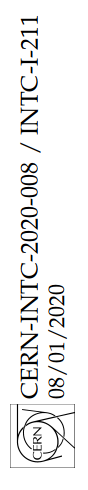 CERN-INTC-2020-008 / INTC-I-211
08/01/2020
CERN